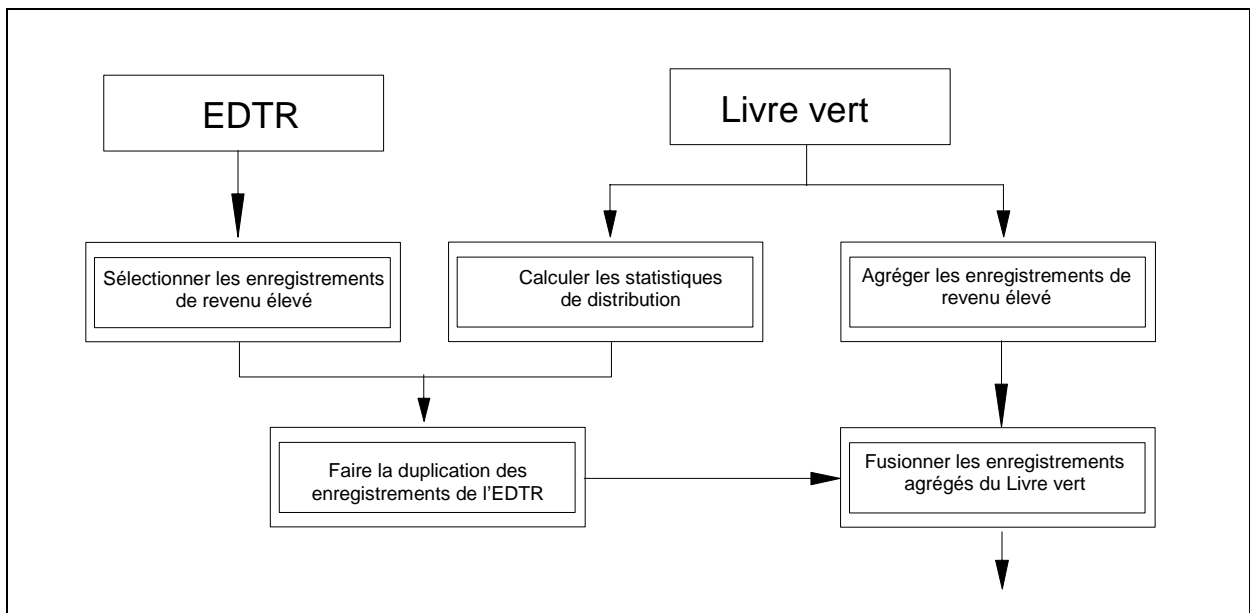 EDTR
Livre vert
Sélectionner les enregistrements
de revenu élevé
Calculer les statistiques
de distribution
Agréger les enregistrements de
revenu élevé
Faire la duplication des
enregistrements de l'EDTR
Fusionner les enregistrements
agrégés du Livre vert